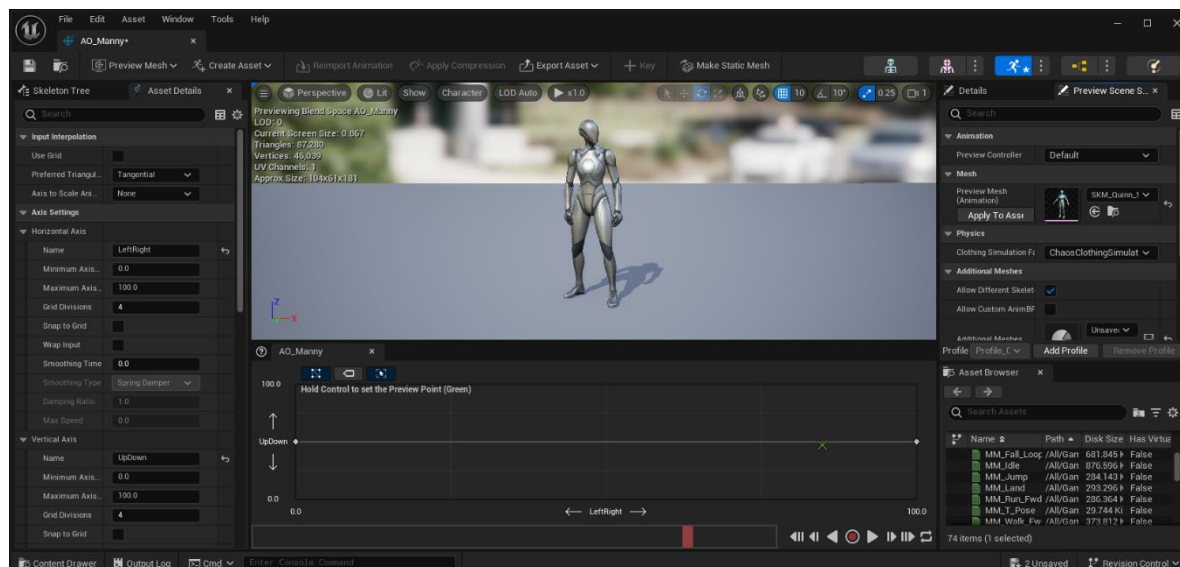 File Edit Asset Window Tools Help
AO_Manny•
Preview Mesh Create Asset Reimport Animation Apply Compression Export Asset Key Make Static Mesh
Skeleton Tree Asset Details
Search
Input Interpolation
Use Grid
Preferred Triangul..
Tangential
Axis to Scale Ani..
None
Axis Settings
Horizontal Axis
Name LeftRight
Minimum Axis.. 0.0
Maximum Axis.. 100.0
Grid Divisions 4
Snap to Grid
Wrap Input
Smoothing Time 0.0
Smoothing Type Spring Damper
Damping Ratio 1.0
Max Speed 0.0
Vertical Axis
Name UpDown
Minimum Axis.. 0.0
Maximum Axis.. 100.0
Grid Divisions 4
Snap to Grid
Perspective Lit Show Character LOD Auto x1.0 10 10° 0.25 1
Previewing Blend Space AO_Manny
LOD: 0
Current Screen Size: 0.867
Triangles: 87,280
Vertices: 46,039
UV Channels: 1
Approx Size: 104x61x181
Z
X
AO_Manny
100.0 Hold Control to set the Preview Point (Green)
UpDown
0.0
0.0 LeftRight 100.0
Details Preview Scene S...
Search
Animation
Preview Controller Default
Mesh
Preview Mesh
(Animation)
SKM_Quinn_S
Apply To Asse
Physics
Clothing Simulation Fa ChaosClothingSimulat
Additional Meshes
Allow Different Skelet
Allow Custom AnimBF
Additional Meshes Unsave
Profile Profile_( Add Profile Remove Profile
Asset Browser
Search Assets
Name Path Disk Size Has Virtua
MM_Fall_Loop /All/Gan 681.845 False
MM_Idle /All/Gan 876.596 False
MM_Jump /All/Gan 284.143 False
MM_Land /All/Gan 293.296 False
MM_Run_Fwd /All/Gan 286.364 False
MM_T_Pose /All/Gan 29.744 Ki False
MM_Walk_Fw /All/Gan 373.812 False
74 items (1 selected)
Content Drawer Output Log Cmd Enter Console Command 2 Unsaved Revision Control